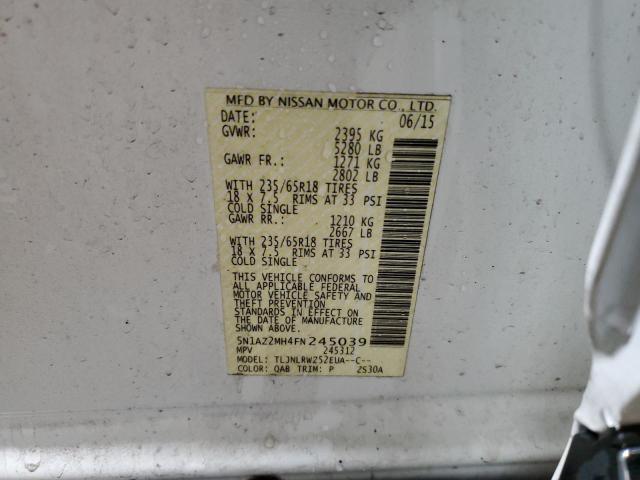 MFD BY NISSAN MOTOR CO., LTD.
DATE: 06/15
GVWR: 2395 KG
5280 LB
GAWR FR.: 1271 KG
2802 LB
WITH 235/65R18 TIRES
18 X 7.5 RIMS AT 33 PSI
COLD SINGLE
GAWR RR.: 1210 KG
2667 LB
WITH 235/65R18 TIRES
18 X 7.5 RIMS AT 33 PSI
COLD SINGLE
THIS VEHICLE CONFORMS TO
ALL APPLICABLE FEDERAL
MOTOR VEHICLE SAFETY AND
THEFT PREVENTION
STANDARDS IN EFFECT ON
THE DATE OF MANUFACTURE
SHOWN ABOVE.
5N1AZ2MH4FN245039
MPV 245312
MODEL: TLJNLRWZ52EUA--C--
COLOR: QAB TRIM: P ZS30A